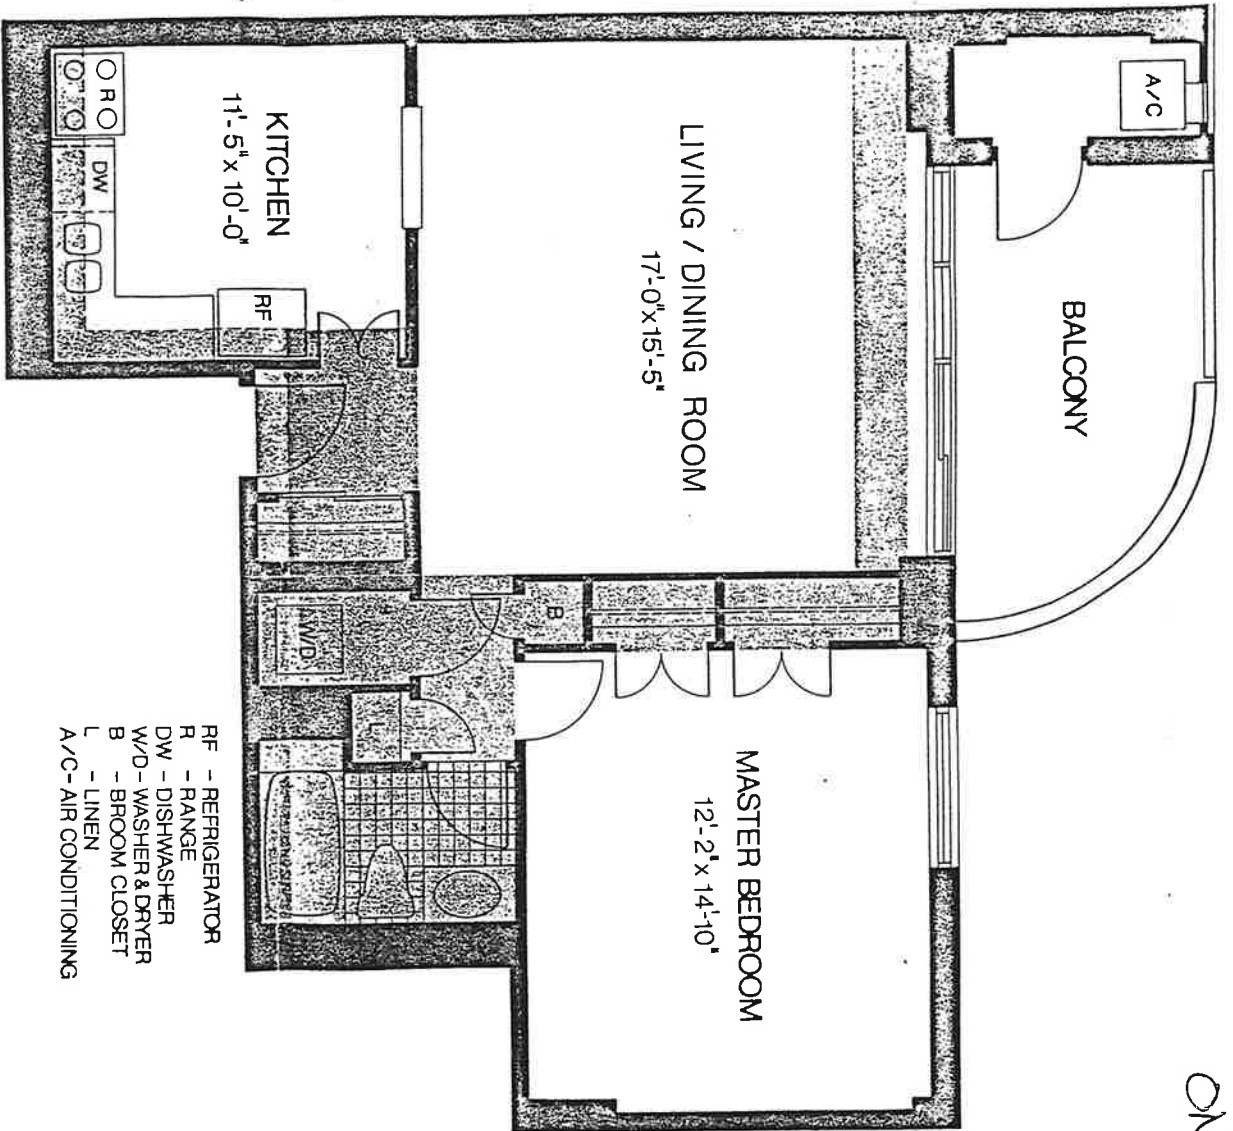 A/C
BALCONY
LIVING / DINING ROOM
17'-0"x15'-5"
KITCHEN
11'-5"x 10'-0"
R
DW
RF
B
W/D
L
MASTER BEDROOM
12'-2"x 14'-10"
RF - REFRIGERATOR
R - RANGE
DW - DISHWASHER
W/D - WASHER & DRYER
B - BROOM CLOSET
L - LINEN
A/C - AIR CONDITIONING